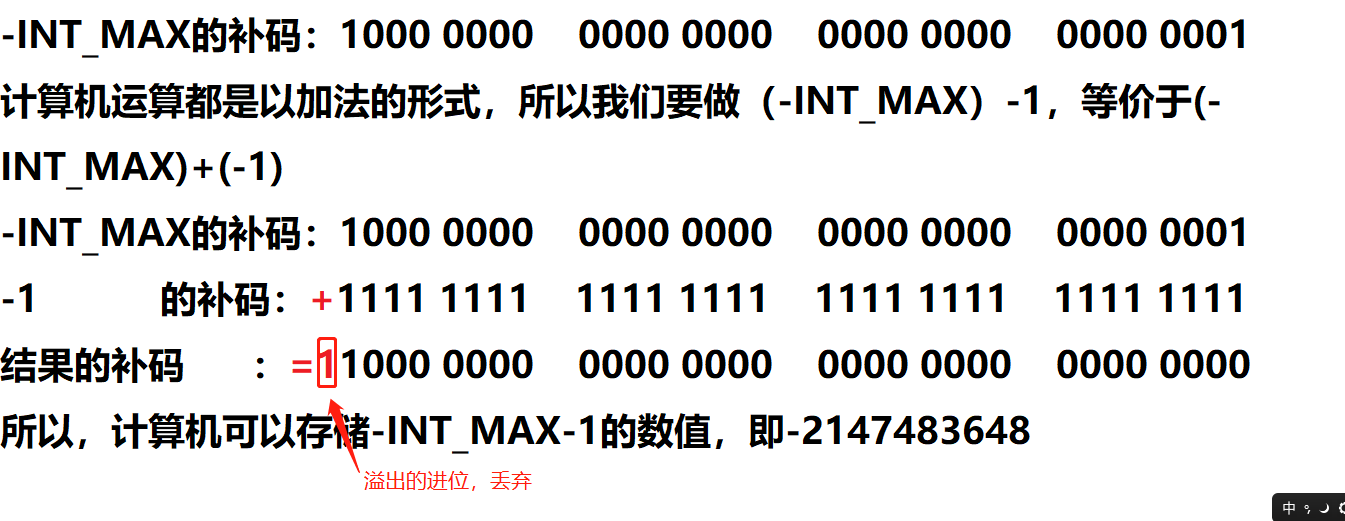 -INT_MAX的补码：1000 0000 0000 0000 0000 0000 0000 0001
计算机运算都是以加法的形式，所以我们要做（-INT_MAX）-1，等价于(-
INT_MAX)+(-1)
-INT_MAX的补码：1000 0000 0000 0000 0000 0000 0000 0001
-1 的补码：+1111 1111 1111 1111 1111 1111 1111 1111
结果的补码 ：=11000 0000 0000 0000 0000 0000 0000 0000
所以，计算机可以存储-INT_MAX-1的数值，即-2147483648
溢出的进位，丢弃
中